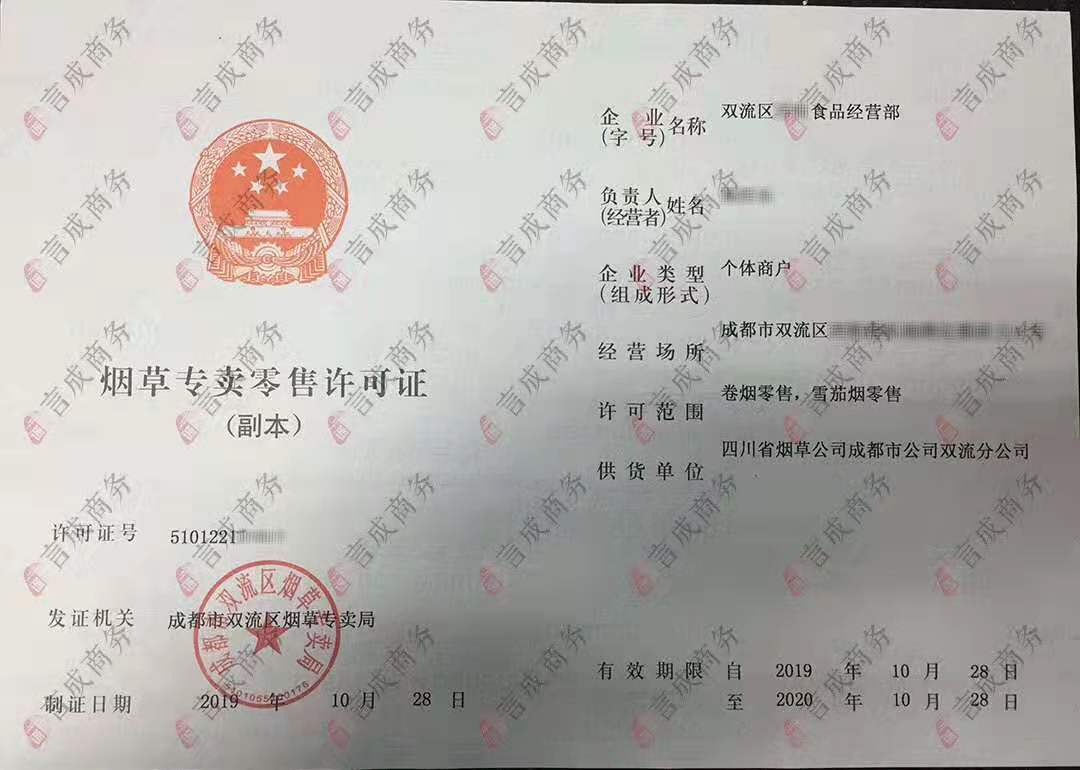 烟草专卖零售许可证
(副本)
许可证号 5101221
发证机关 成都市双流区烟草专卖局
制证日期 2019 年 10 月 28 日
企业(字号)名称 双流区 食品经营部
负责人(经营者)姓名
企业类型(组成形式) 个体商户
经营场所 成都市双流区
许可范围 卷烟零售，雪茄烟零售
供货单位 四川省烟草公司成都市公司双流分公司
有效期限 自 2019 年 10 月 28 日
至 2020 年 10 月 28 日
成都市双流区烟草专卖局
言成商务